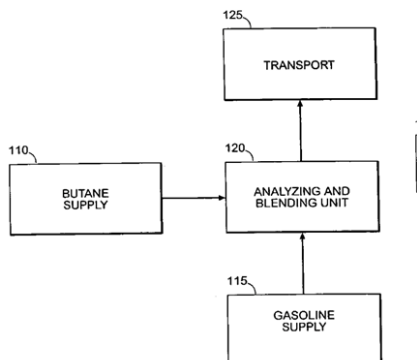 125
TRANSPORT
110
120
BUTANE
SUPPLY
ANALYZING AND
BLENDING UNIT
115
GASOLINE
SUPPLY